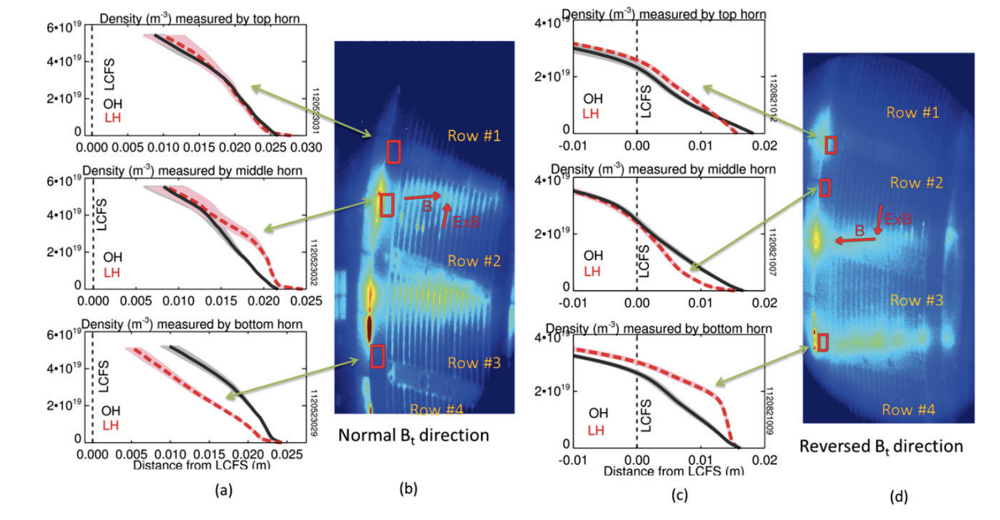 Density (m-3) measured by top horn
6•10¹⁹
4•10¹⁹
2•10¹⁹
0
LCFS
OH
LH
1120523031
0.000 0.005 0.010 0.015 0.020 0.025 0.030
Density (m-3) measured by middle horn
6•10¹⁹
4•10¹⁹
2•10¹⁹
0
LCFS
OH
LH
1120523032
0.000 0.005 0.010 0.015 0.020 0.025
Density (m-3) measured by bottom horn
6•10¹⁹
4•10¹⁹
2•10¹⁹
0
LCFS
OH
LH
1120523029
0.000 0.005 0.010 0.015 0.020 0.025
Distance from LCFS (m)
(a)
Row #1
B
ExB
Row #2
Row #3
Row #4
Normal Bt direction
(b)
Density (m-3) measured by top horn
4•10¹⁹
2•10¹⁹
0
LCFS
OH
LH
1120821012
-0.01 0.00 0.01 0.02
Density (m-3) measured by middle horn
4•10¹⁹
2•10¹⁹
0
LCFS
OH
LH
1120821007
-0.01 0.00 0.01 0.02
Density (m-3) measured by bottom horn
4•10¹⁹
2•10¹⁹
0
LCFS
OH
LH
1120821009
-0.01 0.00 0.01 0.02
Distance from LCFS (m)
(c)
Row #1
Row #2
ExB
B
Row #3
Row #4
Reversed Bt direction
(d)